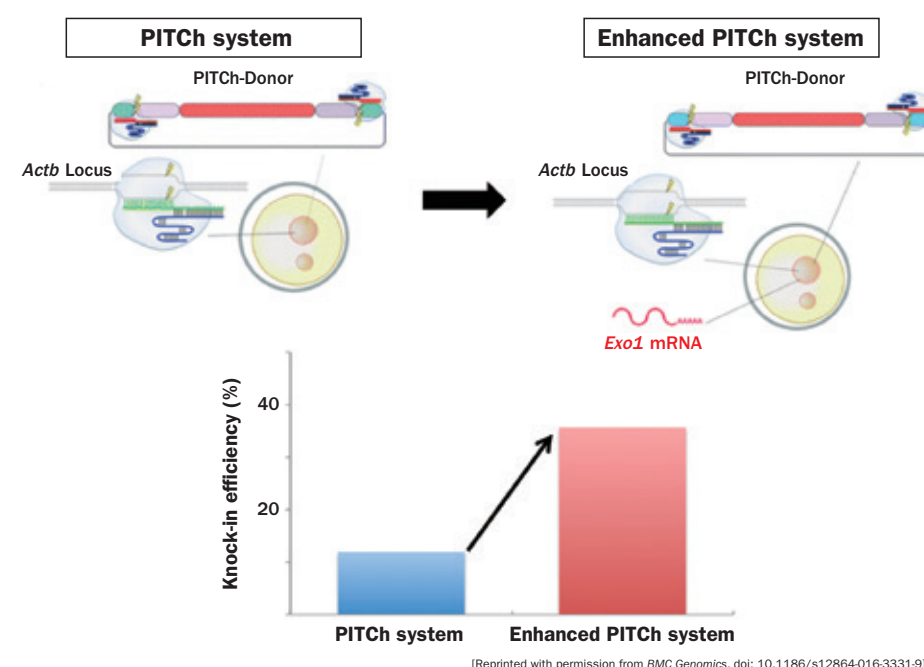 PITCh system
Enhanced PITCh system
PITCh-Donor
PITCh-Donor
Actb Locus
Actb Locus
Exo1 mRNA
Knock-in efficiency (%)
40
20
PITCh system
Enhanced PITCh system
[Reprinted with permission from BMC Genomics, doi: 10.1186/s12864-016-3331-9